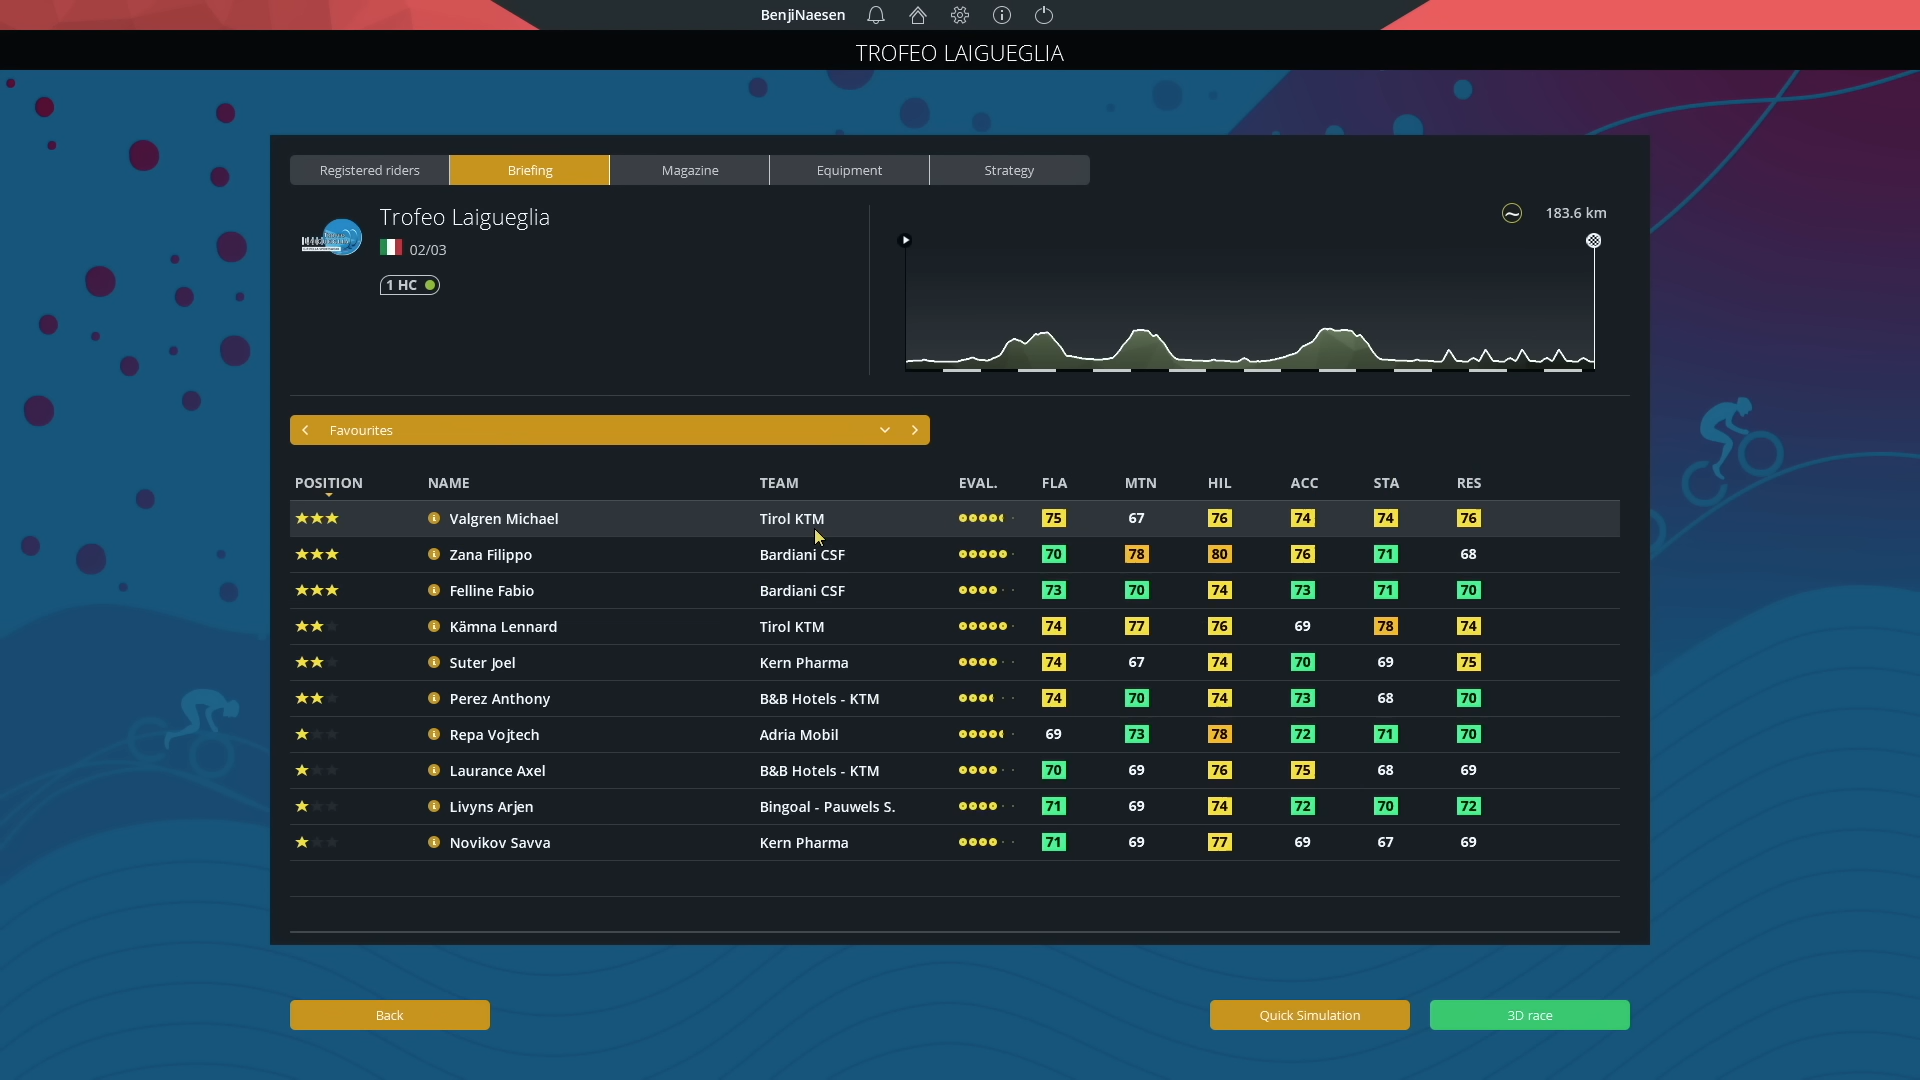 BenjiNaesen
TROFEO LAIGUEGLIA
Registered riders Briefing Magazine Equipment Strategy
Trofeo Laigueglia
02/03
1 HC
183.6 km
Favourites
POSITION NAME TEAM EVAL. FLA MTN HIL ACC STA RES
Valgren Michael Tirol KTM 75 67 76 74 74 76
Zana Filippo Bardiani CSF 70 78 80 76 71 68
Felline Fabio Bardiani CSF 73 70 74 73 71 70
Kämna Lennard Tirol KTM 74 77 76 69 78 74
Suter Joel Kern Pharma 74 67 74 70 69 75
Perez Anthony B&B Hotels - KTM 74 70 74 73 68 70
Repa Vojtech Adria Mobil 69 73 78 72 71 70
Laurance Axel B&B Hotels - KTM 70 69 76 75 68 69
Livyns Arjen Bingoal - Pauwels S. 71 69 74 72 70 72
Novikov Savva Kern Pharma 71 69 77 69 67 69
Back Quick Simulation 3D race